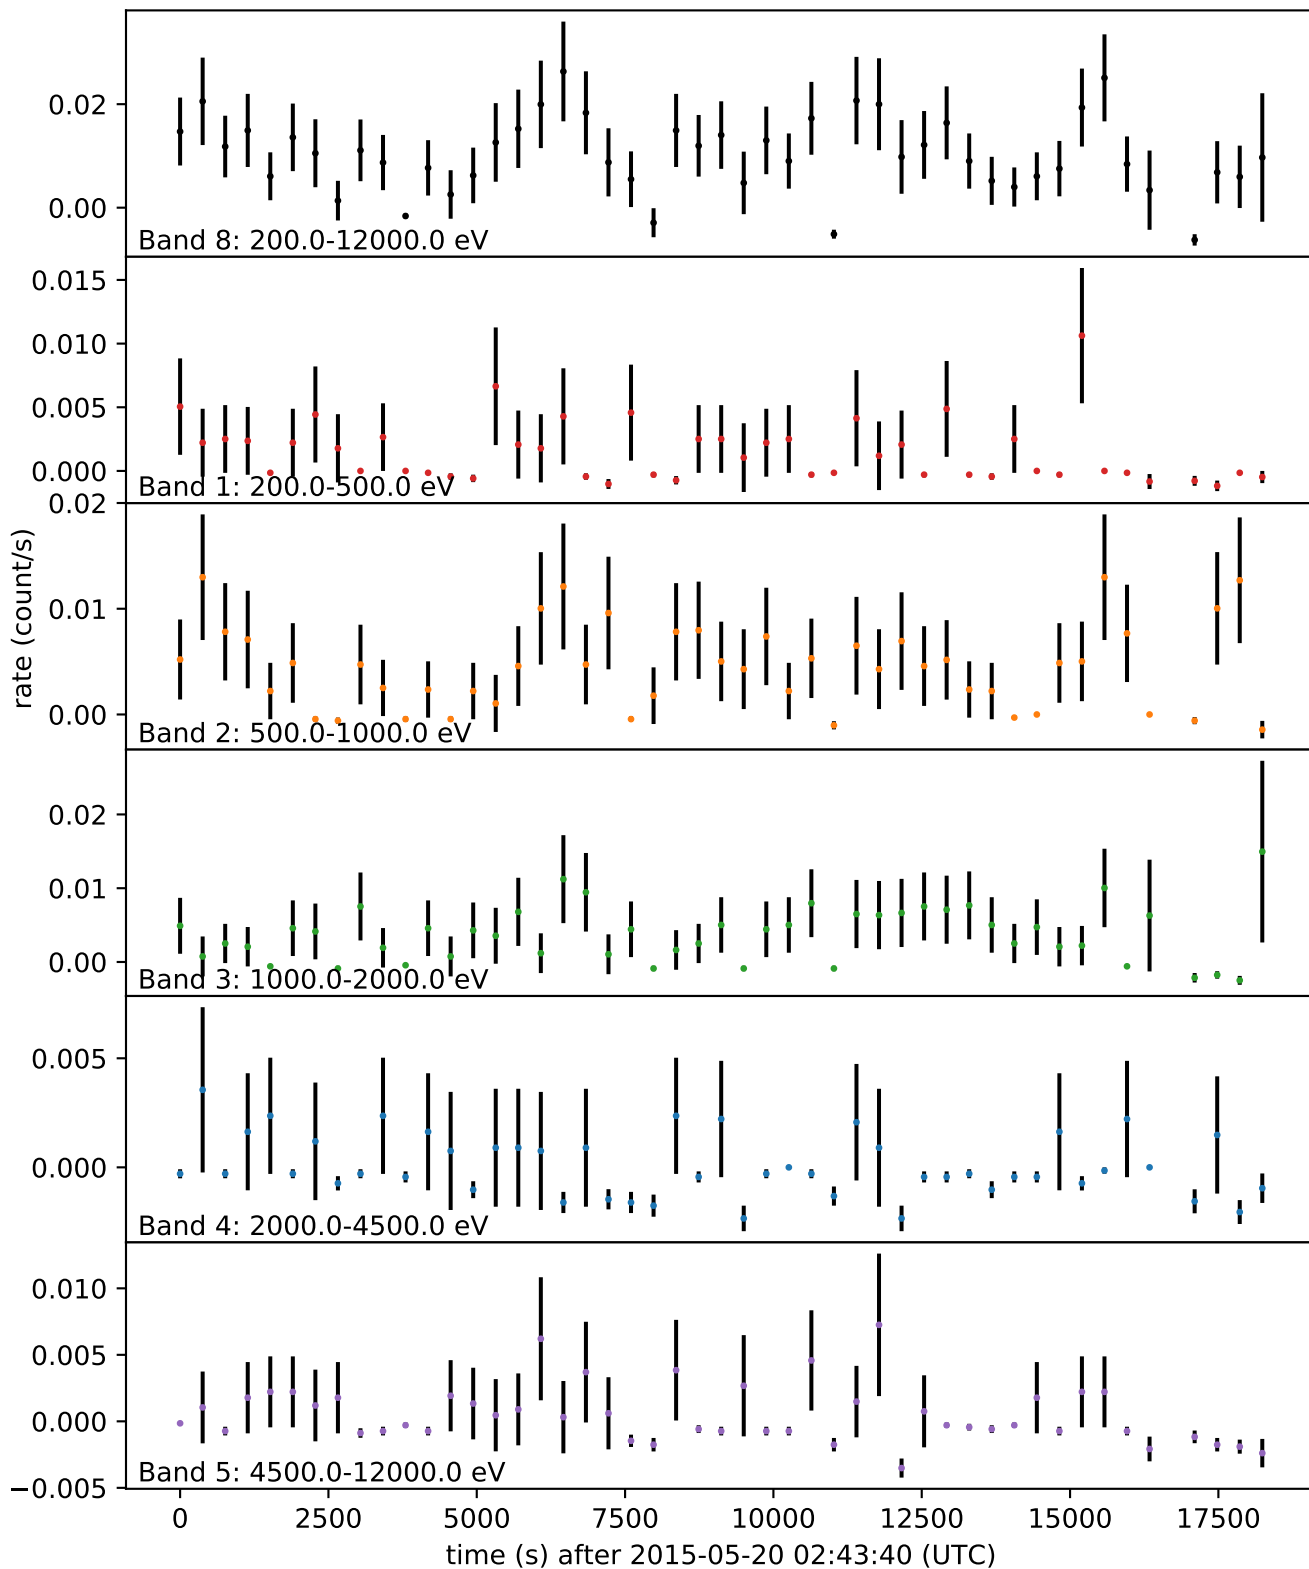 0.02
0.00
Band 8: 200.0-12000.0 eV
0.015
0.010
0.005
0.000
Band 1: 200.0-500.0 eV
0.02
0.01
0.00
Band 2: 500.0-1000.0 eV
rate (count/s)
0.02
0.01
0.00
Band 3: 1000.0-2000.0 eV
0.005
0.000
Band 4: 2000.0-4500.0 eV
0.010
0.005
0.000
−0.005
Band 5: 4500.0-12000.0 eV
0 2500 5000 7500 10000 12500 15000 17500
time (s) after 2015-05-20 02:43:40 (UTC)